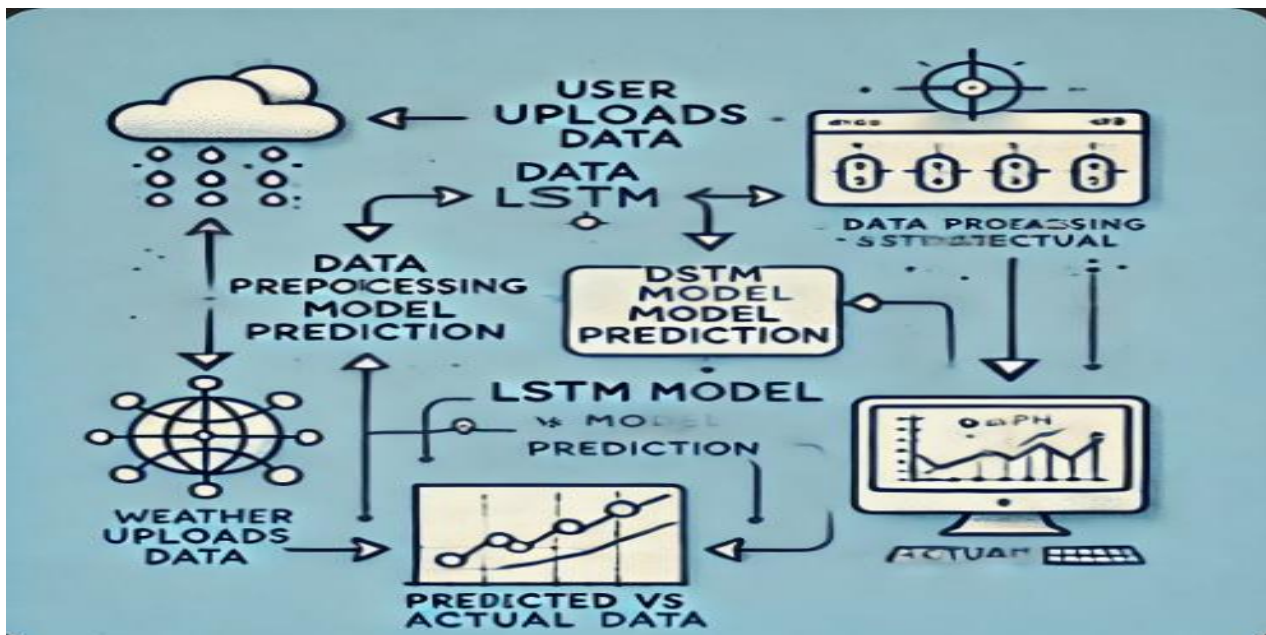 USER
UPLOADS
DATA
DATA
LSTM
DATA PROEASSING
DATA
PREPOICESSING
MODEL
PREDICTION
DSTM
MODEL
MODEL
PREDICTION
LSTM MODEL
vs MODEL
PREDICTION
WEATHER
UPLOADS
DATA
PREDICTED VS
ACTUAL DATA